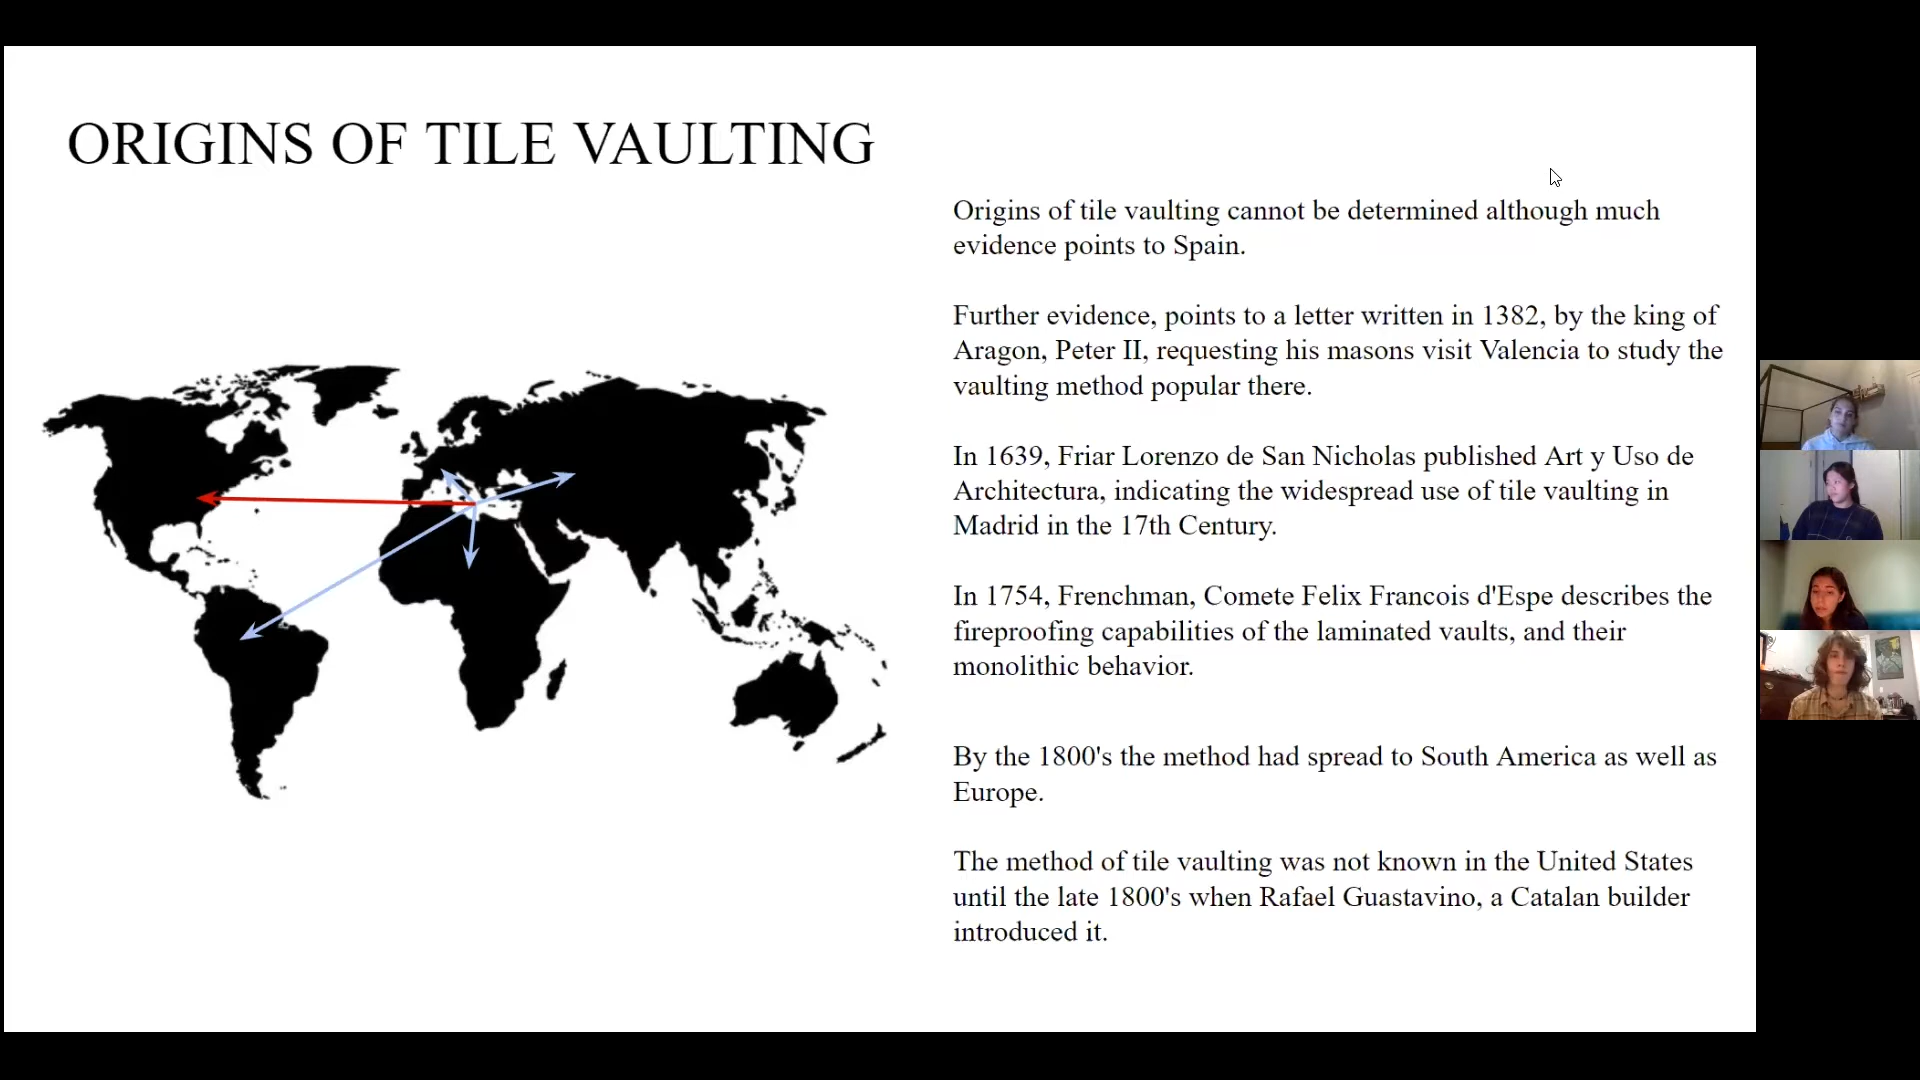 ORIGINS OF TILE VAULTING
Origins of tile vaulting cannot be determined although much
evidence points to Spain.
Further evidence, points to a letter written in 1382, by the king of
Aragon, Peter II, requesting his masons visit Valencia to study the
vaulting method popular there.
In 1639, Friar Lorenzo de San Nicholas published Art y Uso de
Architectura, indicating the widespread use of tile vaulting in
Madrid in the 17th Century.
In 1754, Frenchman, Comete Felix Francois d'Espe describes the
fireproofing capabilities of the laminated vaults, and their
monolithic behavior.
By the 1800's the method had spread to South America as well as
Europe.
The method of tile vaulting was not known in the United States
until the late 1800's when Rafael Guastavino, a Catalan builder
introduced it.